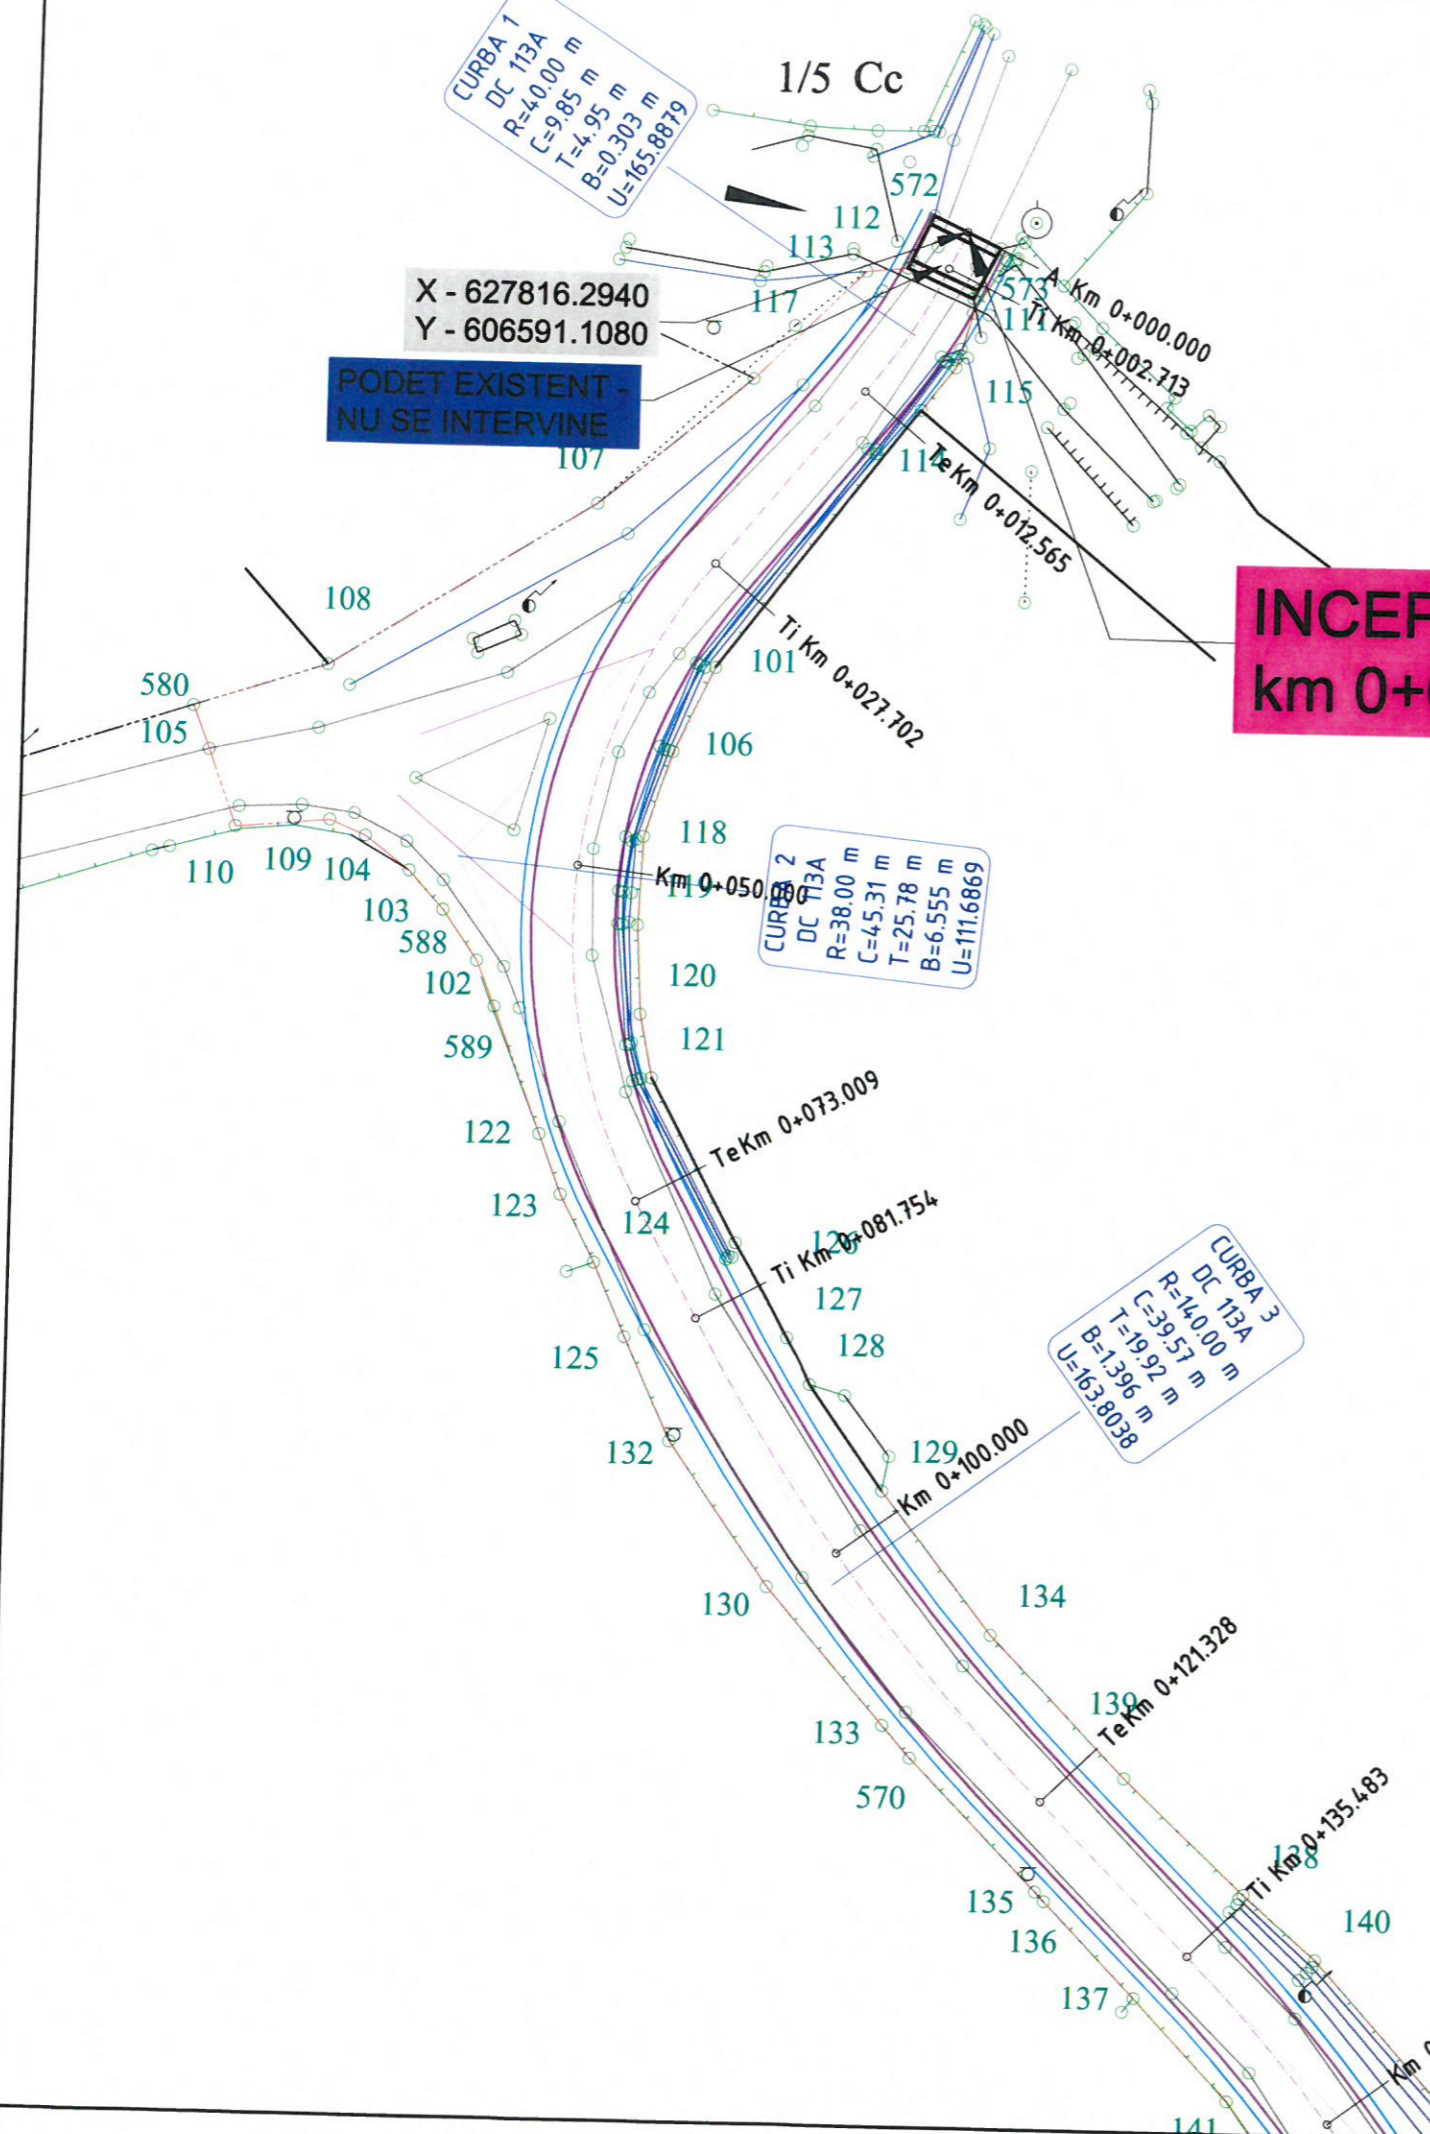 CURBA 1
DC 113A
R=40.00 m
C=9.85 m
T=4.95 m
B=0.303 m
U=165.8879
1/5 Cc
572
112
113
117
X - 627816.2940
Y - 606591.1080
PODET EXISTENT -
NU SE INTERVINE
A Km 0+000.000
573
Ti Km 0+002.713
111
115
107
114
Te Km 0+012.565
108
101
Ti Km 0+027.702
INCEP
km 0+
580
105
106
118
110
109
104
119
Km 0+050.000
CURBA 2
DC 113A
R=38.00 m
C=45.31 m
T=25.78 m
B=6.555 m
U=111.6869
103
588
102
120
589
121
122
Te Km 0+073.009
123
124
126
Ti Km 0+081.754
127
128
125
CURBA 3
DC 113A
R=140.00 m
C=39.57 m
T=19.92 m
B=1.396 m
U=163.8038
132
129
Km 0+100.000
130
134
139
Te Km 0+121.328
133
570
138
Ti Km 0+135.483
135
136
140
137
Km
141